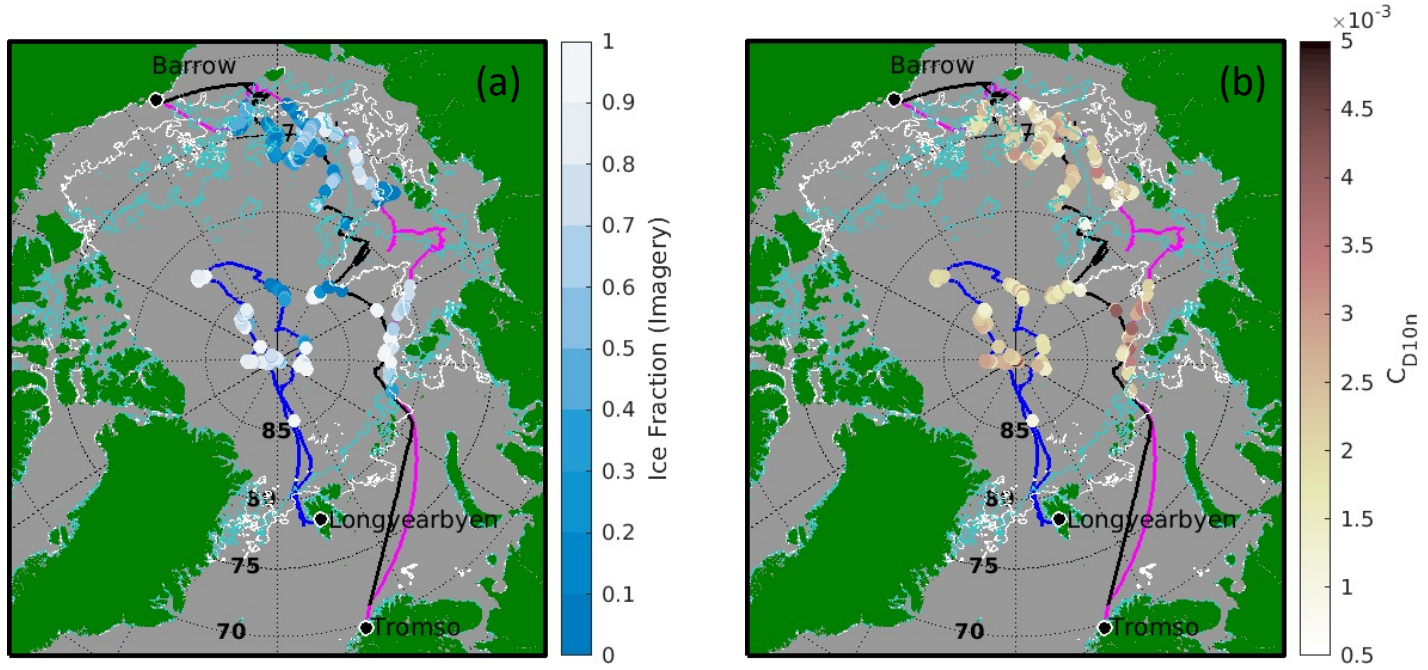 (a)
Barrow
85
Longyearbyen
75
70
Tromso
1
0.9
0.8
0.7
0.6
0.5
0.4
0.3
0.2
0.1
0
Ice Fraction (Imagery)
(b)
Barrow
85
Longyearbyen
75
70
Tromso
×10⁻³
5
4.5
4
3.5
3
2.5
2
1.5
1
0.5
C_D10n